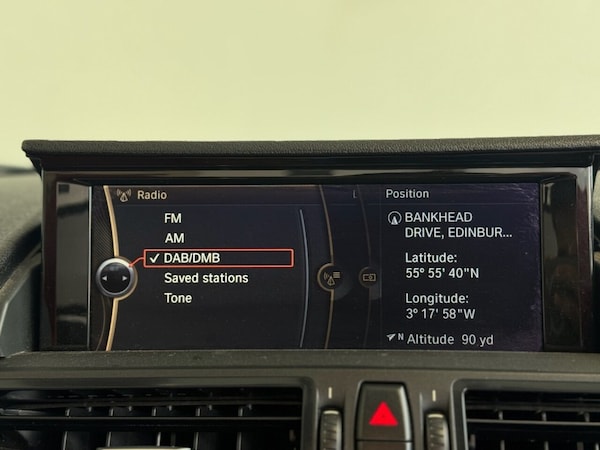 Radio
FM
AM
✓ DAB/DMB
Saved stations
Tone
Position
BANKHEAD
DRIVE, EDINBUR...
Latitude:
55° 55' 40"N
Longitude:
3° 17' 58"W
N Altitude 90 yd